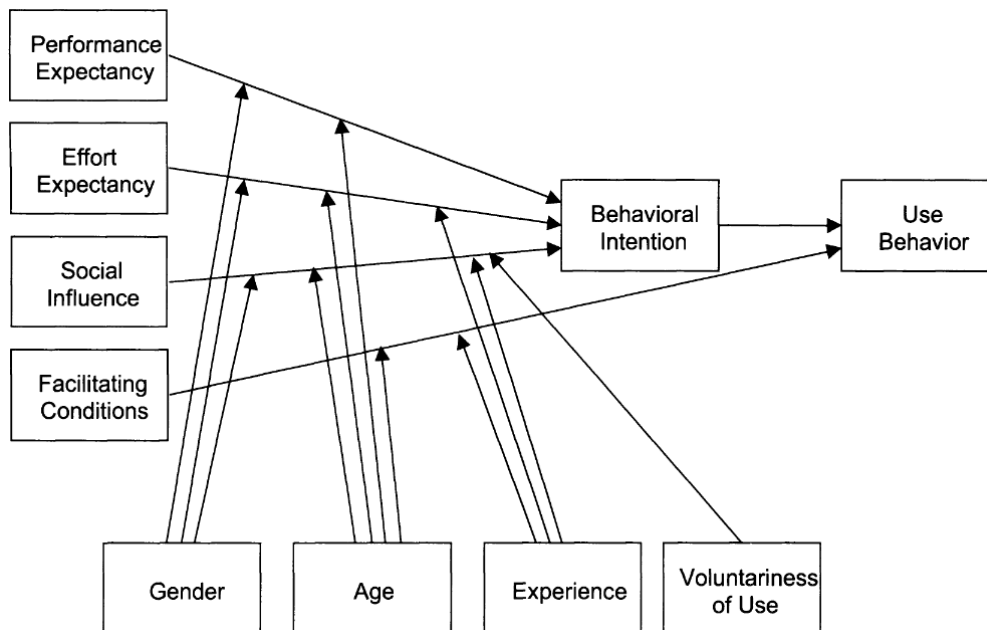 Performance
Expectancy
Effort
Expectancy
Social
Influence
Facilitating
Conditions
Behavioral
Intention
Use
Behavior
Gender
Age
Experience
Voluntariness
of Use